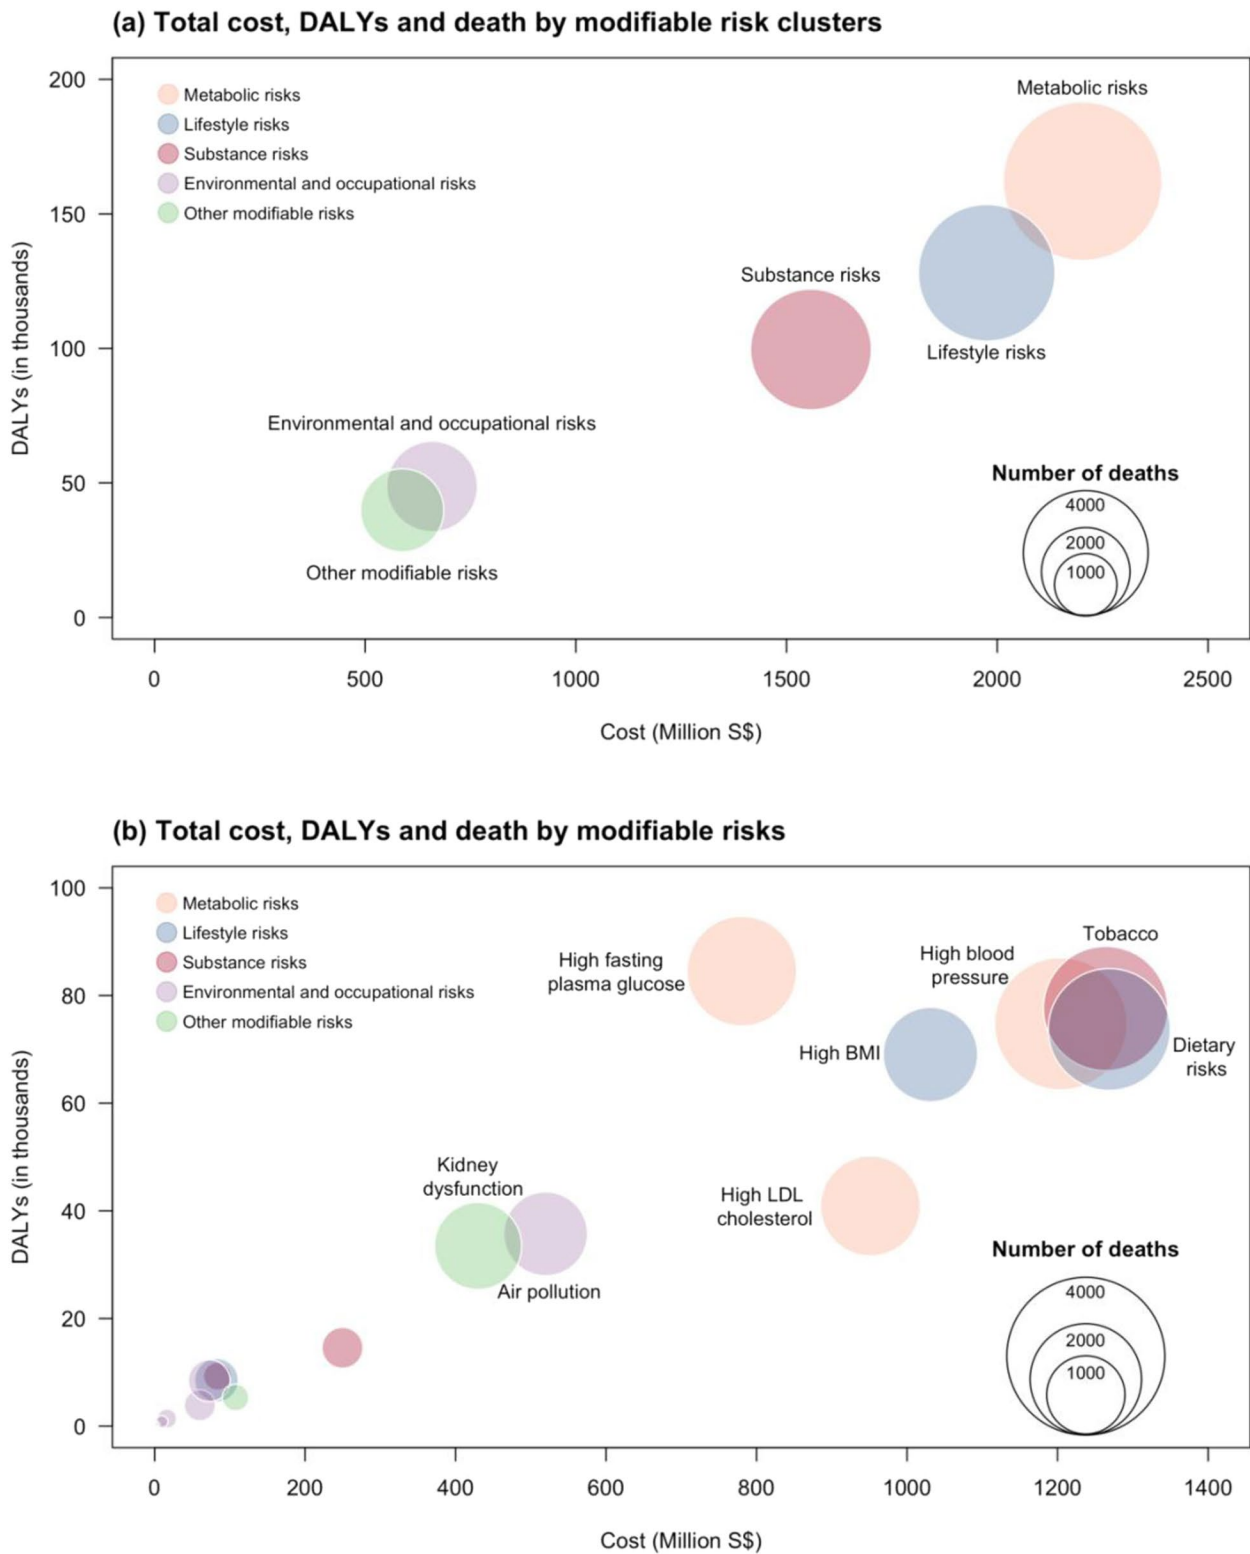 (a) Total cost, DALYs and death by modifiable risk clusters
200
150
100
50
0
DALYs (in thousands)
Metabolic risks
Lifestyle risks
Substance risks
Environmental and occupational risks
Other modifiable risks
Metabolic risks
Substance risks
Lifestyle risks
Environmental and occupational risks
Other modifiable risks
Number of deaths
4000
2000
1000
0
500
1000
1500
2000
2500
Cost (Million S$)
(b) Total cost, DALYs and death by modifiable risks
100
80
60
40
20
0
DALYs (in thousands)
Metabolic risks
Lifestyle risks
Substance risks
Environmental and occupational risks
Other modifiable risks
High fasting
plasma glucose
High blood
pressure
Tobacco
High BMI
Dietary
risks
Kidney
dysfunction
High LDL
cholesterol
Air pollution
Number of deaths
4000
2000
1000
0
200
400
600
800
1000
1200
1400
Cost (Million S$)